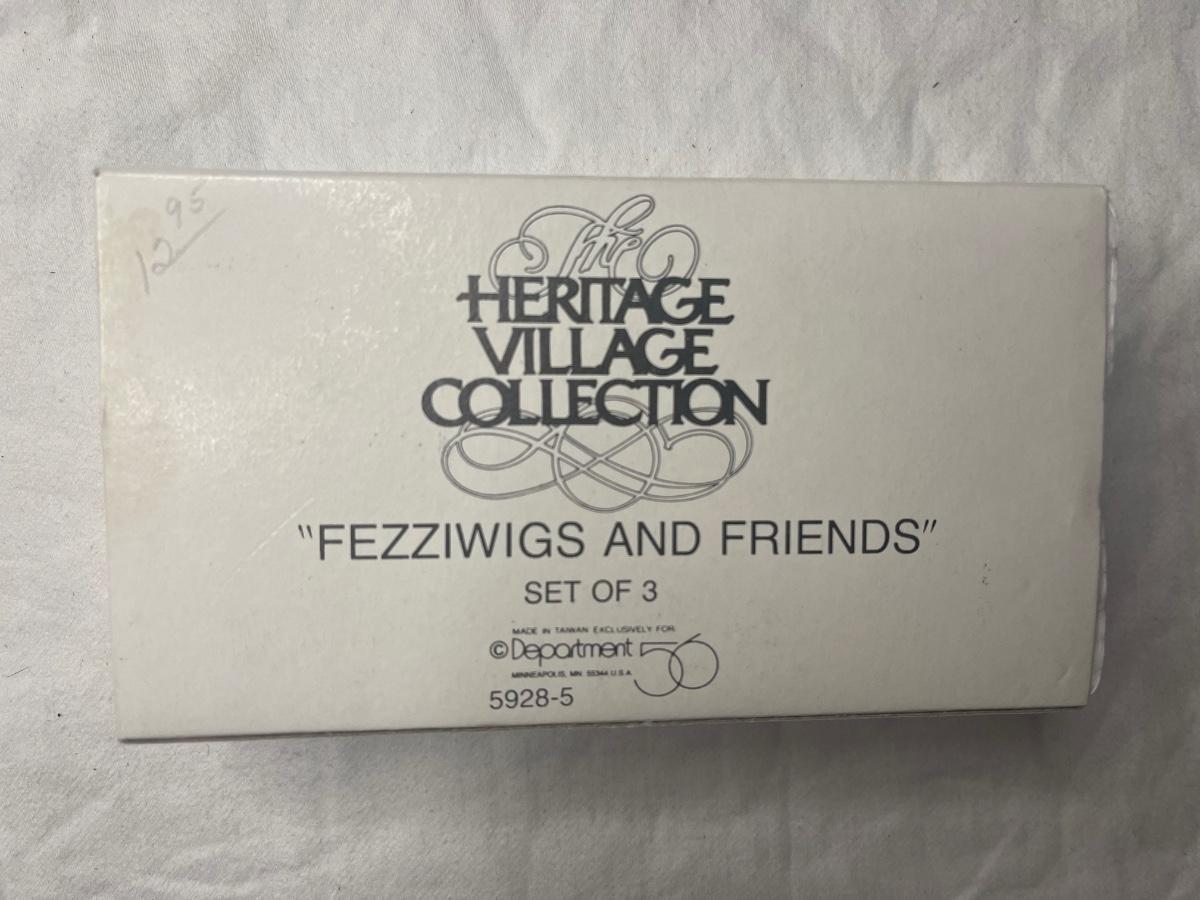 12 95
The
HERITAGE
VILLAGE
COLLECTION
"FEZZIWIGS AND FRIENDS"
SET OF 3
MADE IN TAIWAN EXCLUSIVELY FOR:
©Department 56
MINNEAPOLIS, MN 55344 U.S.A.
5928-5